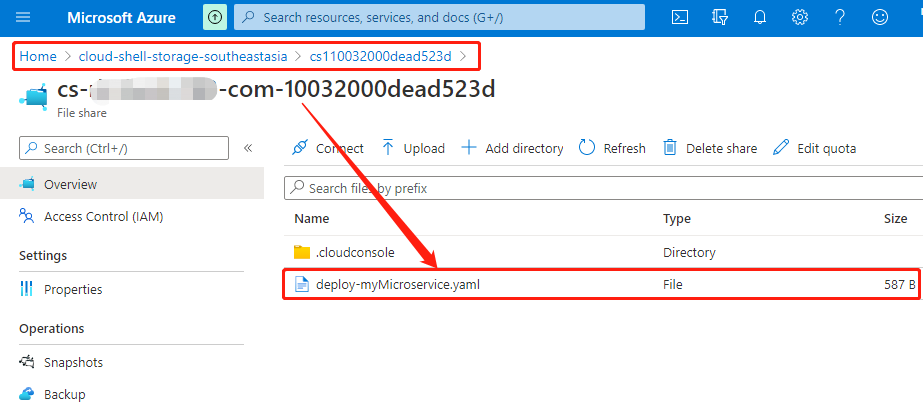 Microsoft Azure
Search resources, services, and docs (G+/)
Home > cloud-shell-storage-southeastasia > cs110032000dead523d >
cs- -com-10032000dead523d
File share
Search (Ctrl+/)
«
Connect Upload Add directory Refresh Delete share Edit quota
Overview
Search files by prefix
Access Control (IAM)
Name Type Size
.cloudconsole Directory
Settings
deploy-myMicroservice.yaml File 587 B
Properties
Operations
Snapshots
Backup